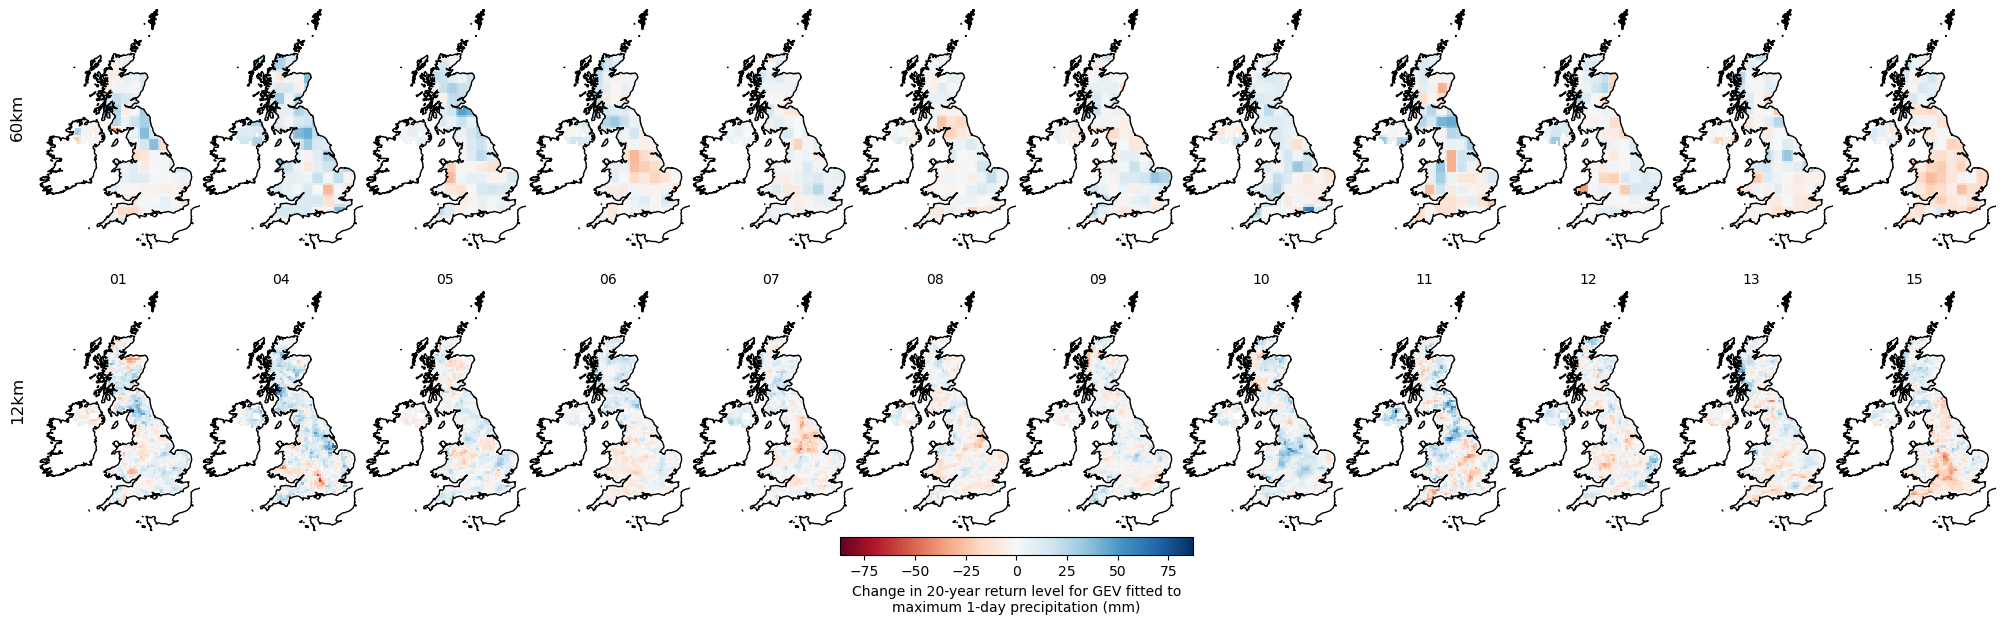 60km
01 04 05 06 07 08 09 10 11 12 13 15
12km
−75 −50 −25 0 25 50 75
Change in 20-year return level for GEV fitted to
maximum 1-day precipitation (mm)